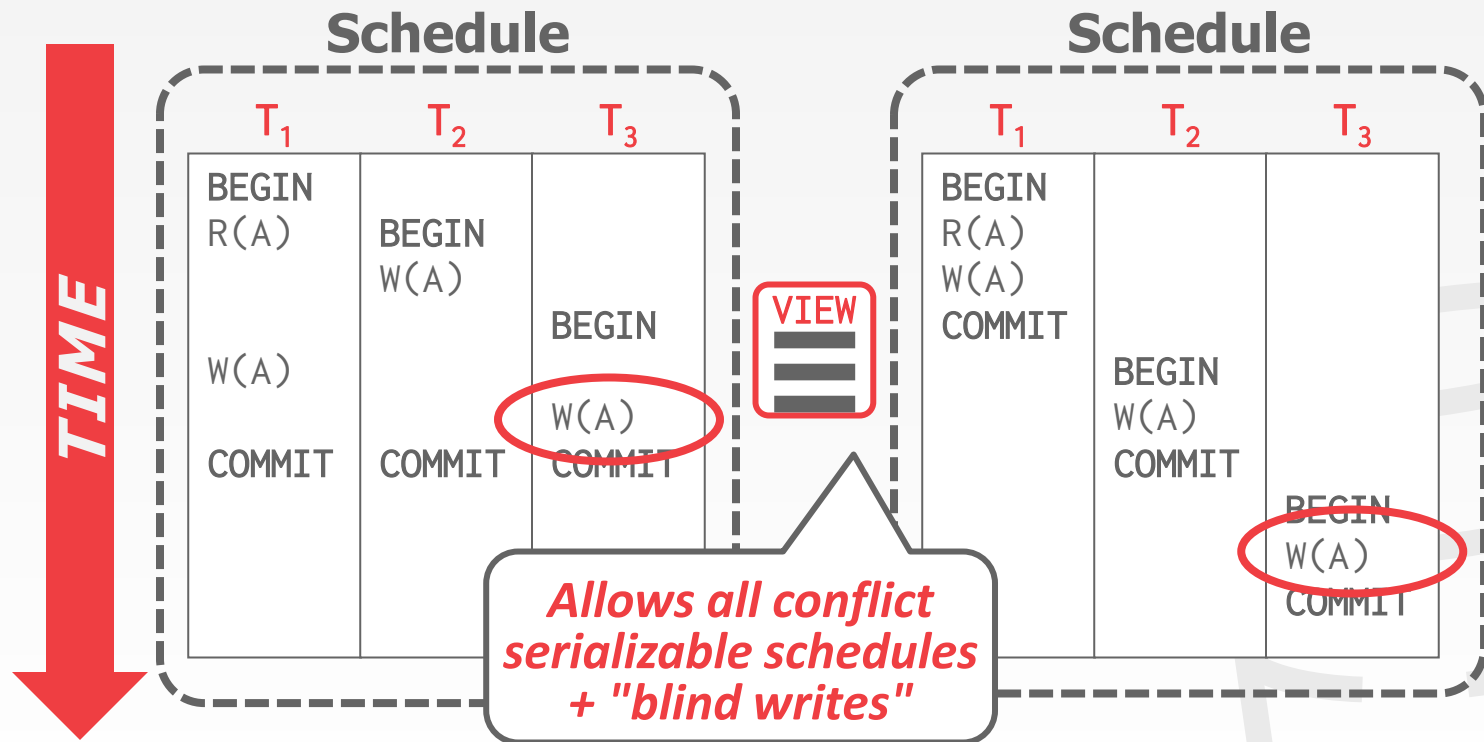 Schedule
T1 T2 T3
BEGIN
R(A) BEGIN
W(A)
BEGIN
W(A)
W(A)
COMMIT COMMIT COMMIT
TIME
VIEW
Allows all conflict
serializable schedules
+ "blind writes"
Schedule
T1 T2 T3
BEGIN
R(A)
W(A)
COMMIT
BEGIN
W(A)
COMMIT
BEGIN
W(A)
COMMIT